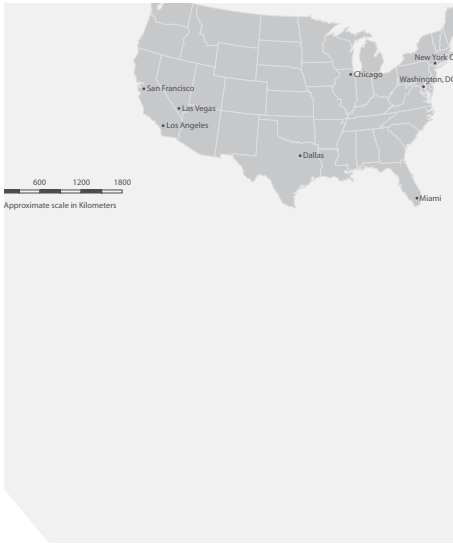 New York C
Chicago
Washington, DC
San Francisco
Las Vegas
Los Angeles
Dallas
600 1200 1800
Miami
Approximate scale in Kilometers